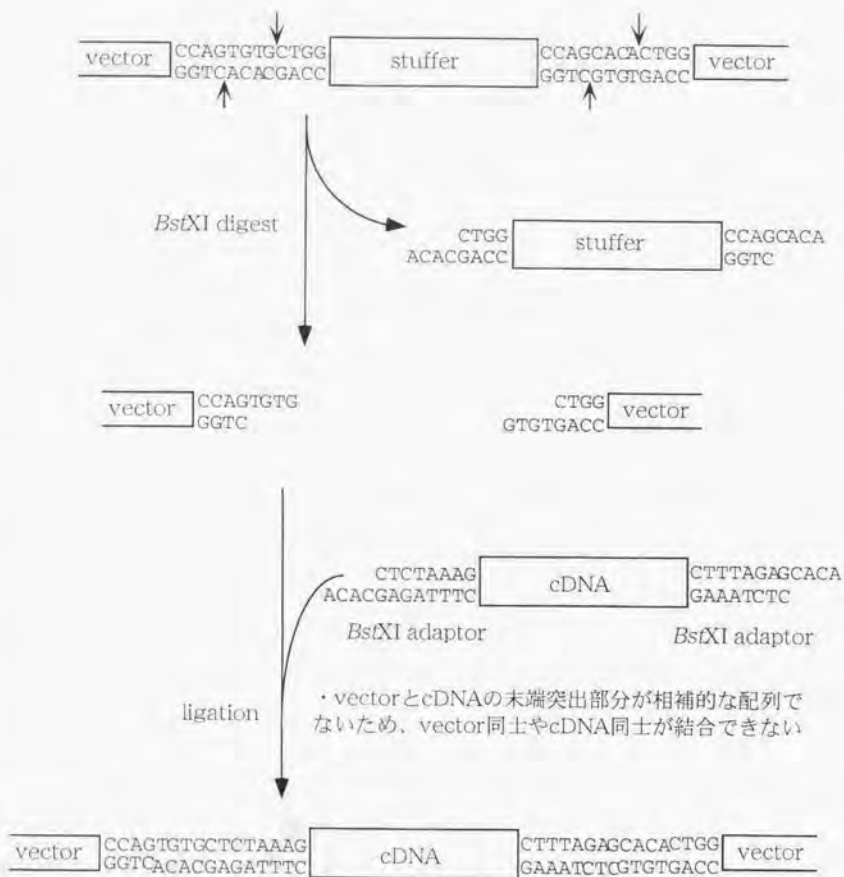 vector CCAGTGTGCTGG stuffer CCAGCACACTGG vector
GGTCACACGACC GGTCGTGTGACC
BstXI digest
CTGG stuffer CCAGCACA
ACACGACC GGTC
vector CCAGTGTG CTGG vector
GGTC GTGTGACC
CTCTAAAG cDNA CTTTAGAGCACA
ACACGAGATTTC GAAATCTC
BstXI adaptor BstXI adaptor
ligation
・vectorとcDNAの末端突出部分が相補的な配列で
ないため、vector同士やcDNA同士が結合できない
vector CCAGTGTGCTCTAAAG cDNA CTTTAGAGCACACTGG vector
GGTCACACGAGATTTC GAAATCTCGTGTGACC